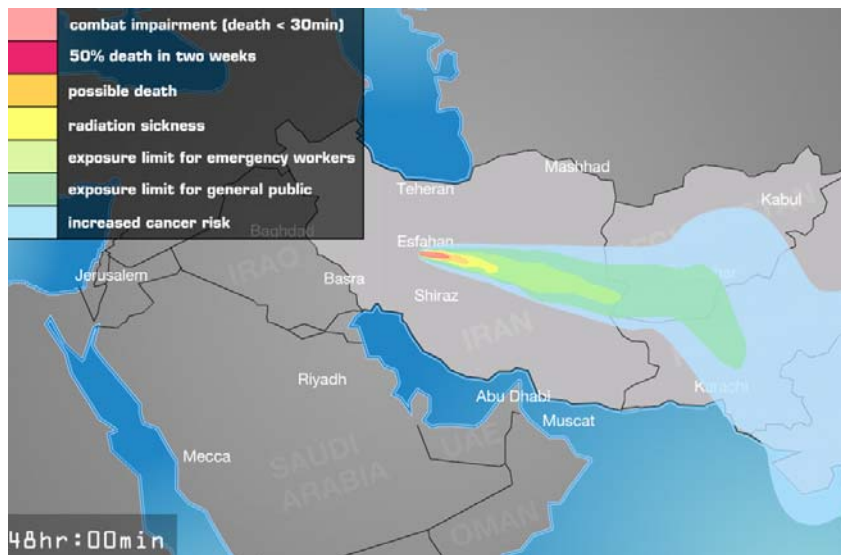 combat impairment (death < 30min)
50% death in two weeks
possible death
radiation sickness
exposure limit for emergency workers
exposure limit for general public
increased cancer risk
Mashhad
Teheran
Kabul
Baghdad
Esfahan
IRAQ
Jerusalem
Basra
Shiraz
IRAN
Riyadh
Abu Dhabi
Karachi
Muscat
UAE
Mecca
SAUDI
ARABIA
OMAN
48hr:00min